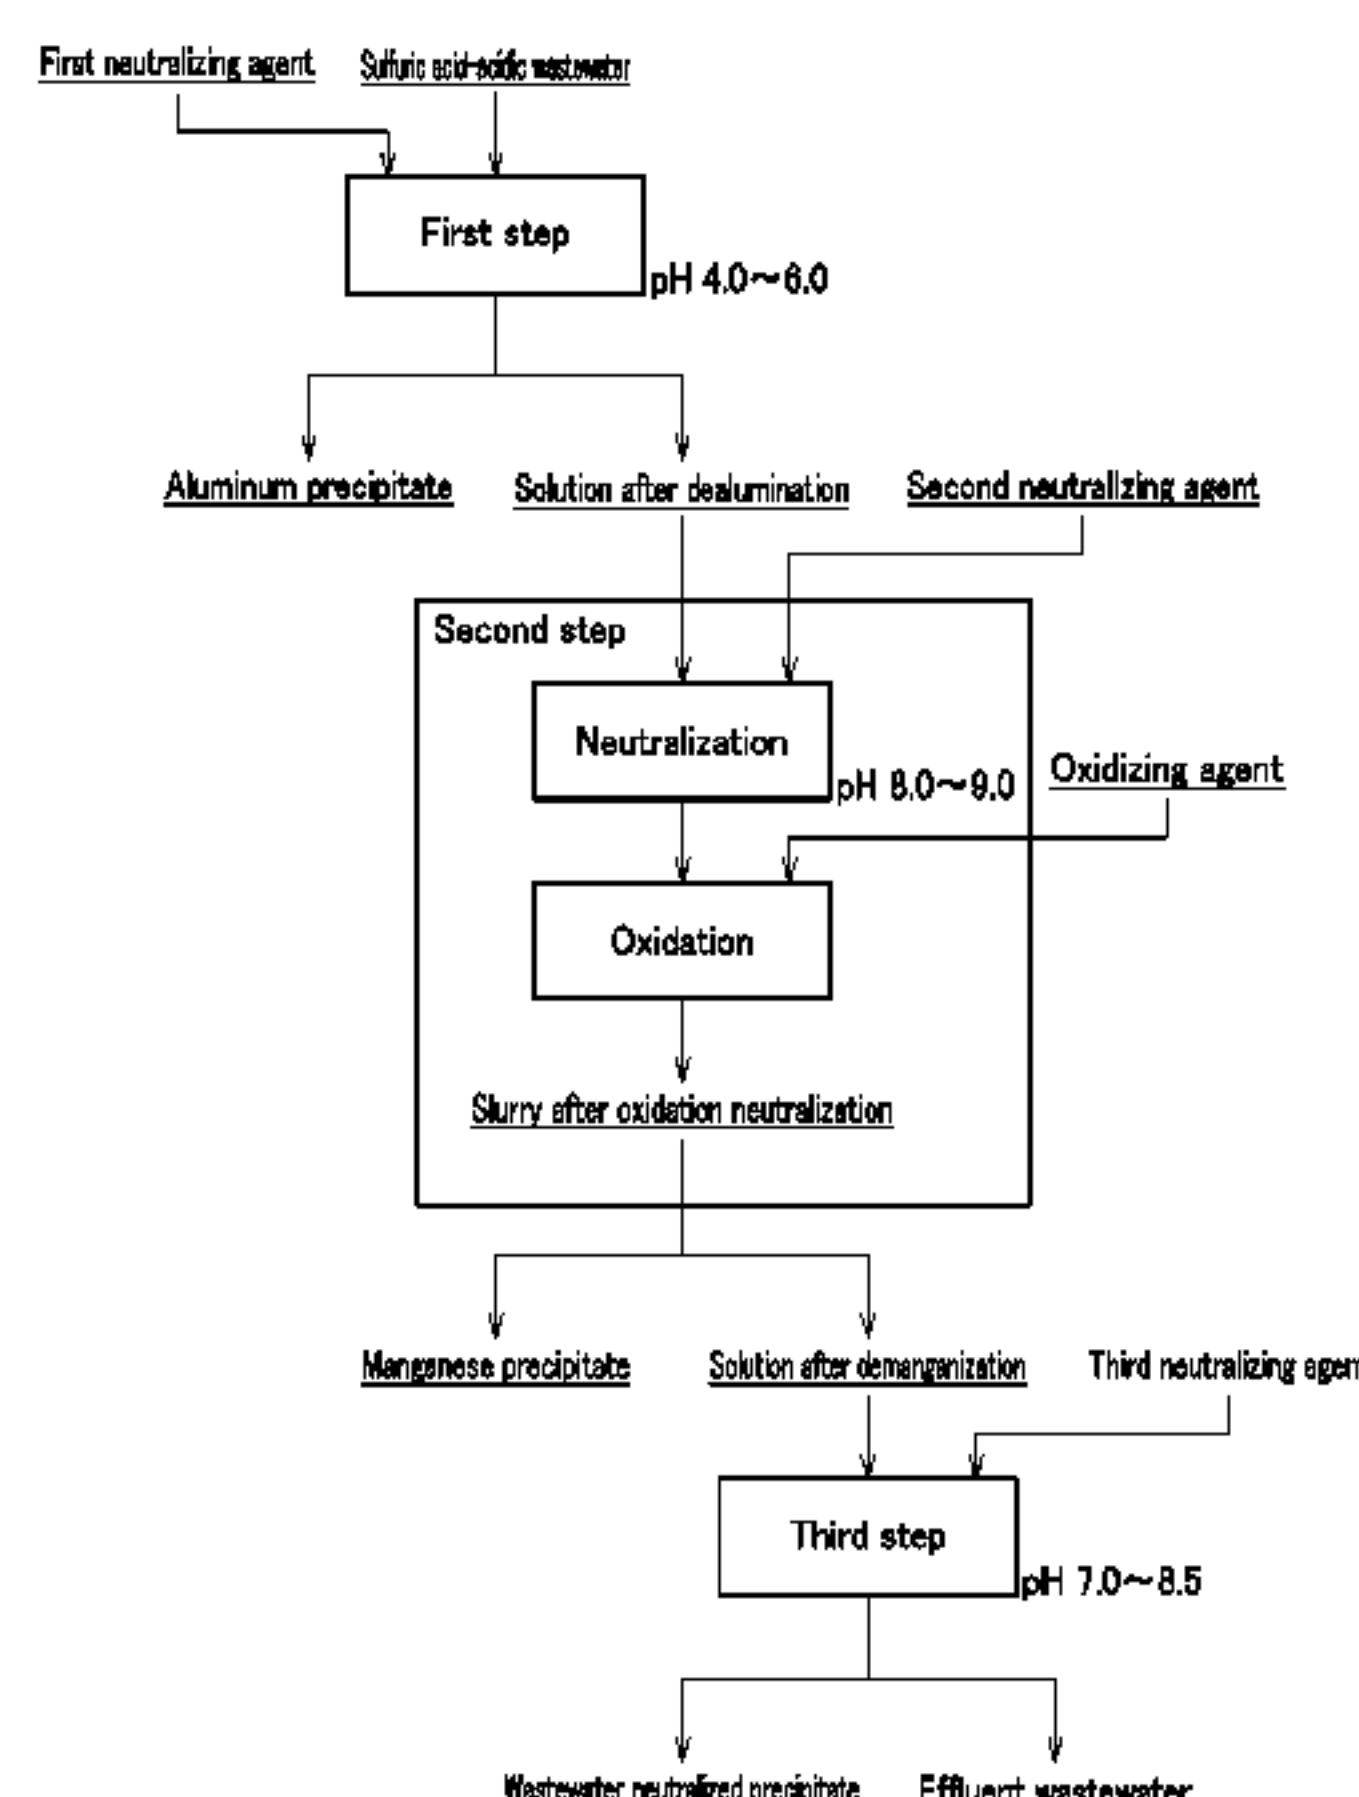 First neutralizing agent
Sulfuric acid-acidic wastewater
First step
pH 4.0～6.0
Aluminum precipitate
Solution after dealumination
Second neutralizing agent
Second step
Neutralization
pH 8.0～9.0
Oxidizing agent
Oxidation
Slurry after oxidation neutralization
Manganese precipitate
Solution after demanganization
Third neutralizing agen
Third step
pH 7.0～8.5
Wastewater neutralized precipitate
Effluent wastewater